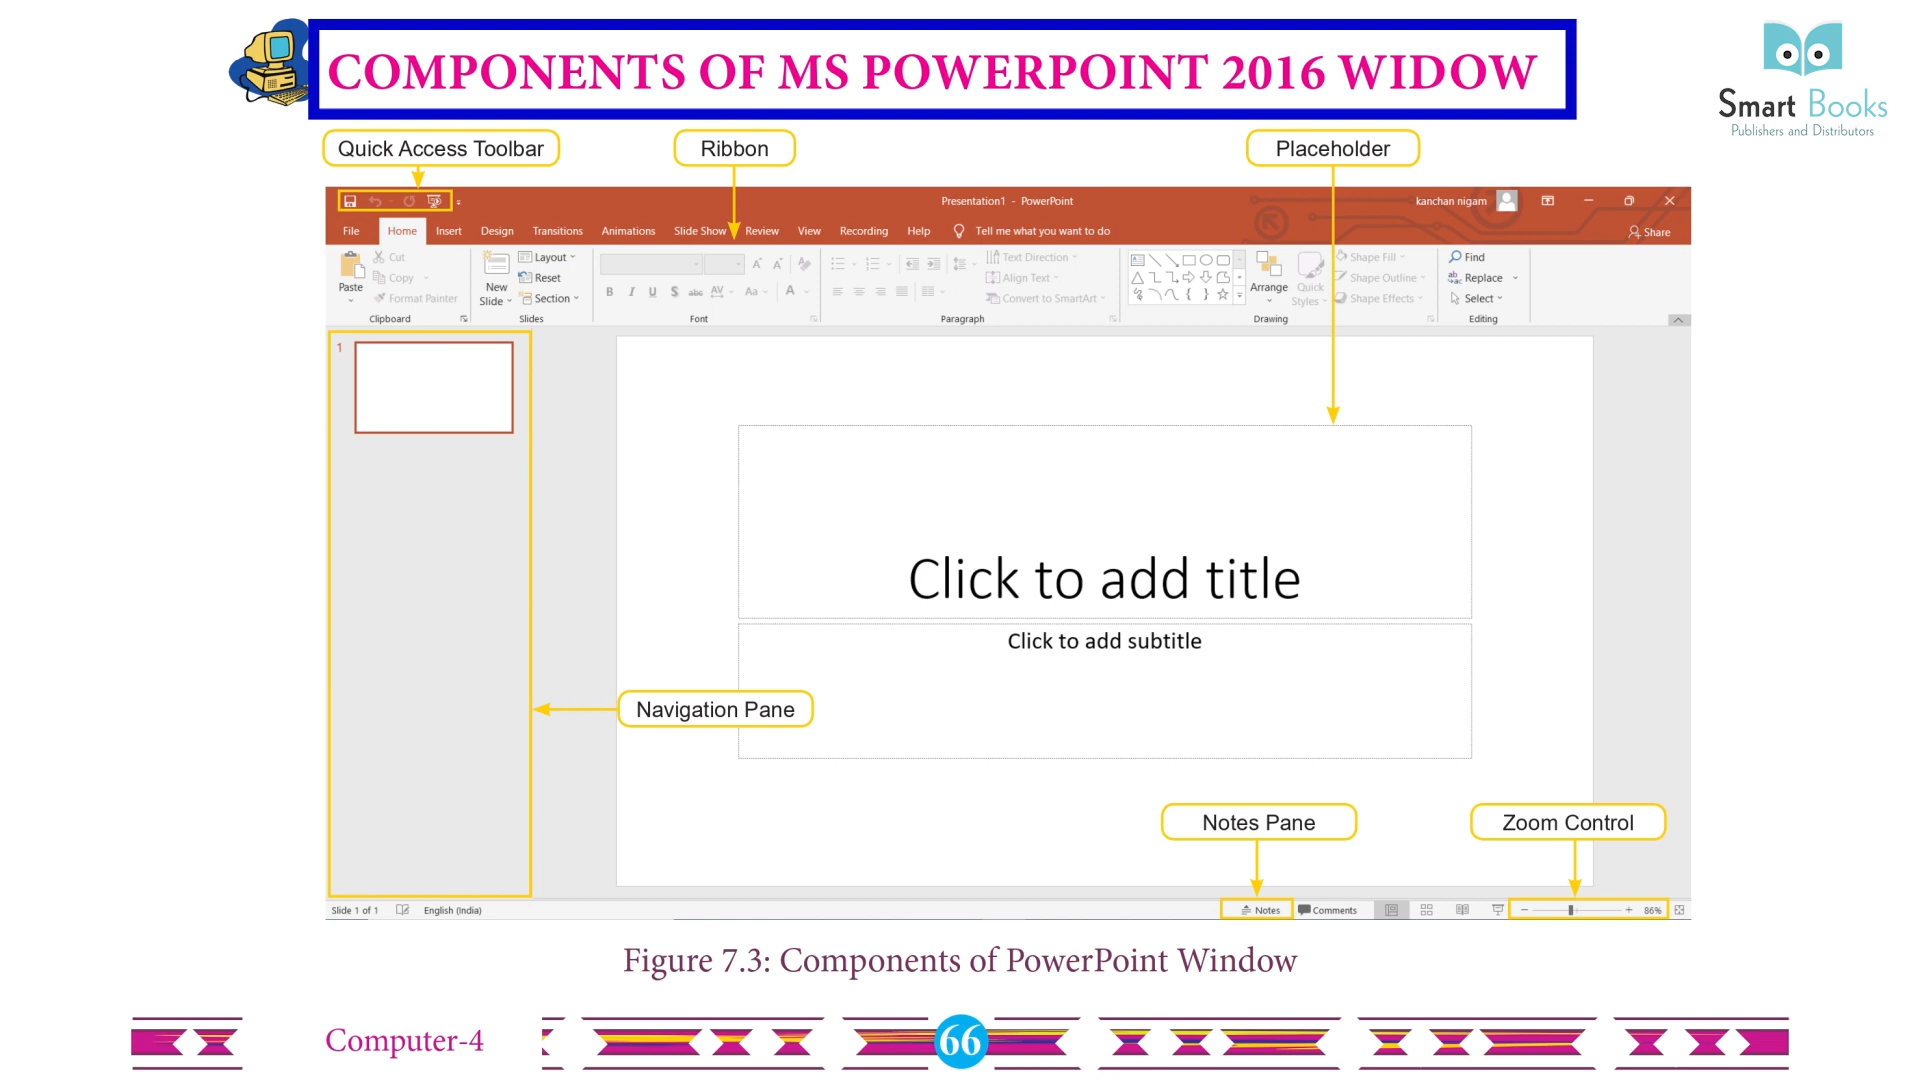 COMPONENTS OF MS POWERPOINT 2016 WIDOW
Smart Books
Publishers and Distributors
Quick Access Toolbar
Ribbon
Placeholder
Presentation1 - PowerPoint
kanchan nigam
File Home Insert Design Transitions Animations Slide Show Review View Recording Help Tell me what you want to do
Share
Paste
Cut
Copy
Format Painter
Clipboard
New
Slide
Layout
Reset
Section
Slides
B I U S abc AV Aa A
Font
Text Direction
Align Text
Convert to SmartArt
Paragraph
Arrange
Quick
Styles
Shape Fill
Shape Outline
Shape Effects
Drawing
Find
Replace
Select
Editing
1
Click to add title
Click to add subtitle
Navigation Pane
Notes Pane
Zoom Control
Slide 1 of 1
English (India)
Notes
Comments
86%
Figure 7.3: Components of PowerPoint Window
Computer-4
66